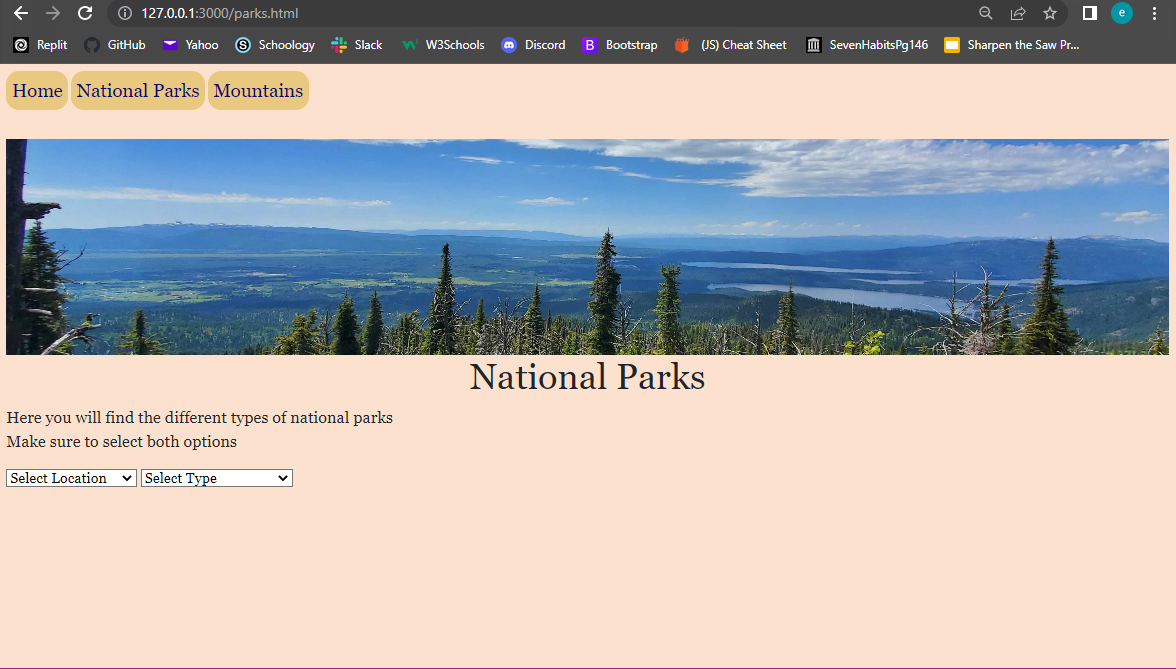 127.0.0.1:3000/parks.html
e
Replit GitHub Yahoo Schoology Slack W3Schools Discord Bootstrap (JS) Cheat Sheet SevenHabitsPg146 Sharpen the Saw Pr...
Home National Parks Mountains
National Parks
Here you will find the different types of national parks
Make sure to select both options
Select Location Select Type